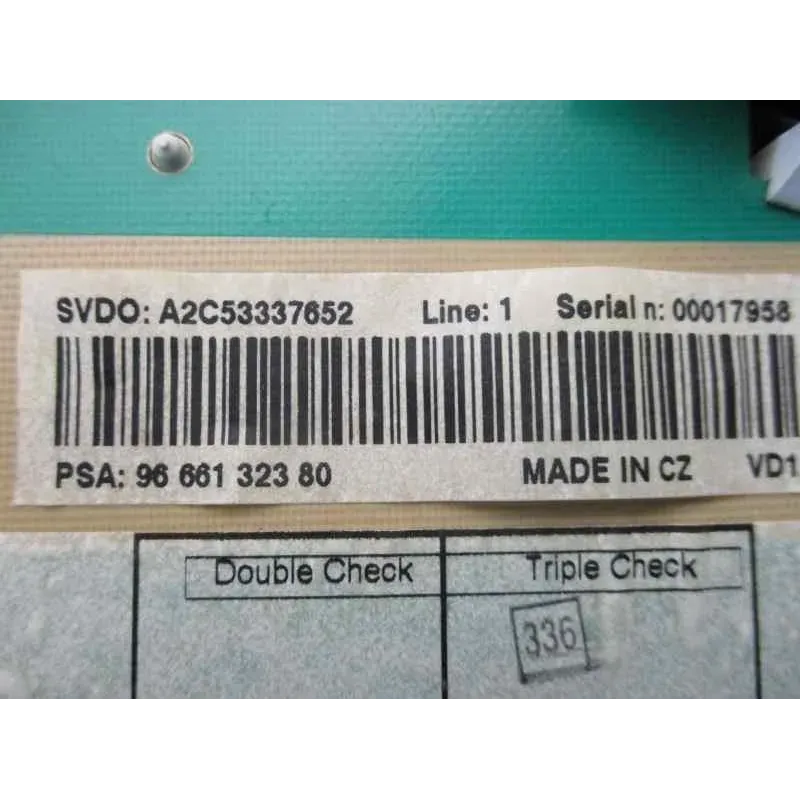 SVDO: A2C53337652 Line: 1 Serial n: 00017958
PSA: 96 661 323 80 MADE IN CZ VD1
Double Check Triple Check
336